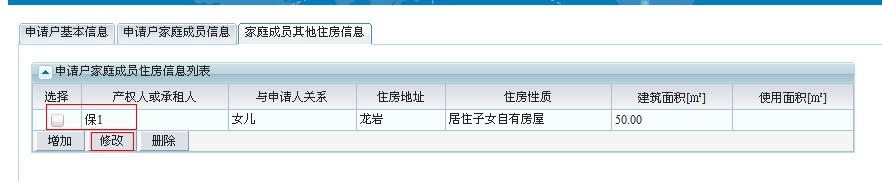 申请户基本信息 申请户家庭成员信息 家庭成员其他住房信息
申请户家庭成员住房信息列表
选择 产权人或承租人 与申请人关系 住房地址 住房性质 建筑面积[㎡] 使用面积[㎡]
保1 女儿 龙岩 居住子女自有房屋 50.00
增加 修改 删除